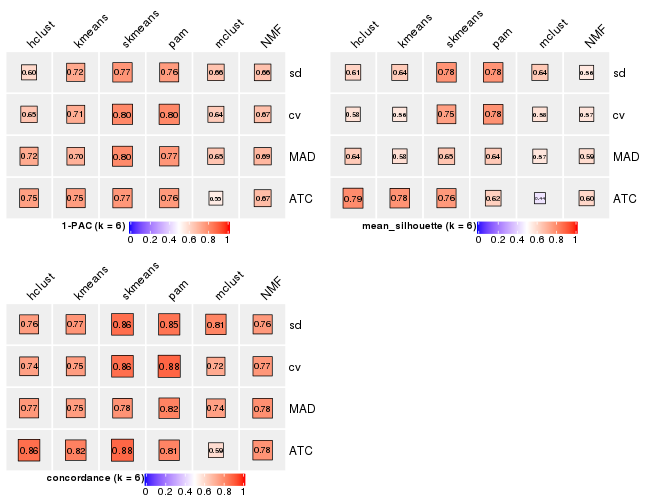 hclust kmeans skmeans pam mclust NMF
0.60 0.72 0.77 0.76 0.66 0.66 sd
0.65 0.71 0.80 0.80 0.64 0.67 cv
0.72 0.70 0.80 0.77 0.65 0.69 MAD
0.75 0.75 0.77 0.76 0.55 0.67 ATC
1-PAC (k = 6)
0 0.2 0.4 0.6 0.8 1
hclust kmeans skmeans pam mclust NMF
0.61 0.64 0.78 0.78 0.64 0.56 sd
0.58 0.56 0.75 0.78 0.58 0.57 cv
0.64 0.58 0.65 0.64 0.57 0.59 MAD
0.79 0.78 0.76 0.62 0.44 0.60 ATC
mean_silhouette (k = 6)
0 0.2 0.4 0.6 0.8 1
hclust kmeans skmeans pam mclust NMF
0.76 0.77 0.86 0.85 0.81 0.76 sd
0.74 0.75 0.86 0.88 0.72 0.77 cv
0.77 0.75 0.78 0.82 0.74 0.78 MAD
0.86 0.82 0.88 0.81 0.59 0.78 ATC
concordance (k = 6)
0 0.2 0.4 0.6 0.8 1